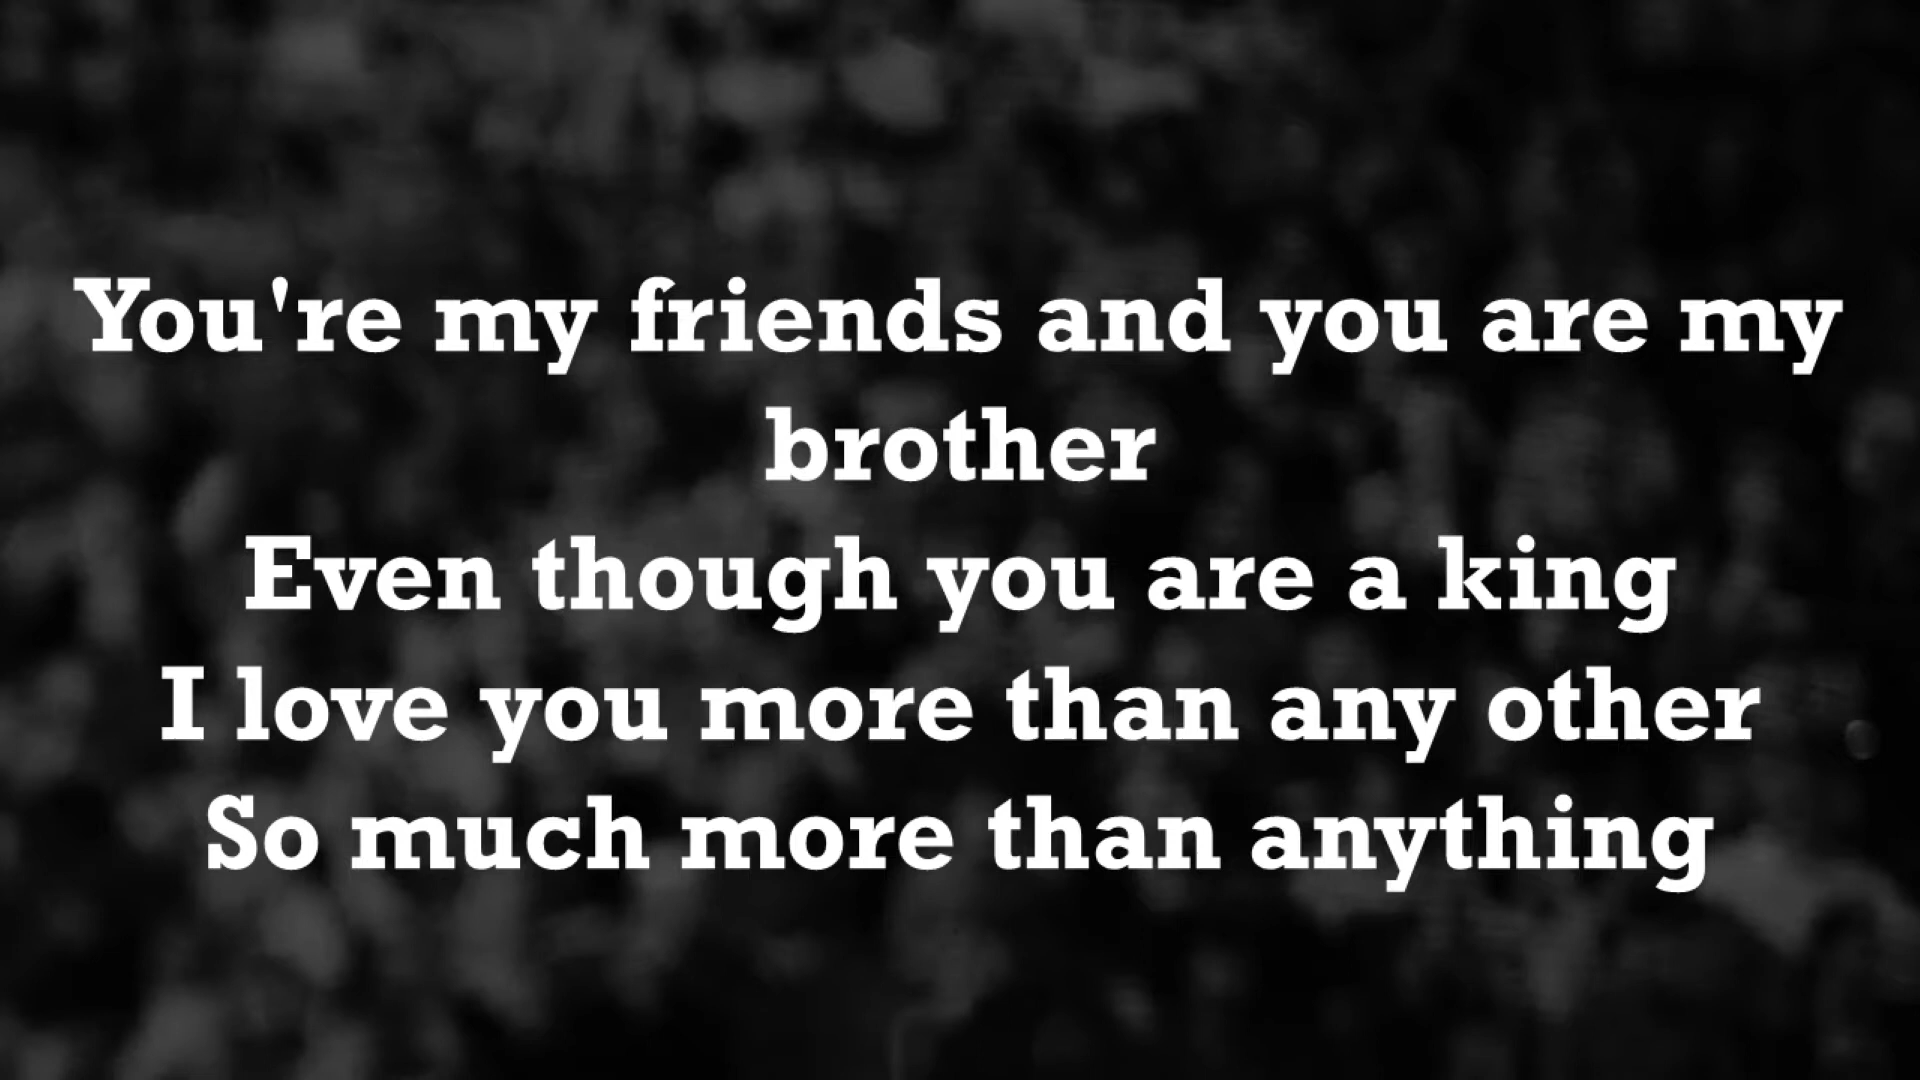 You're my friends and you are my
brother
Even though you are a king
I love you more than any other
So much more than anything